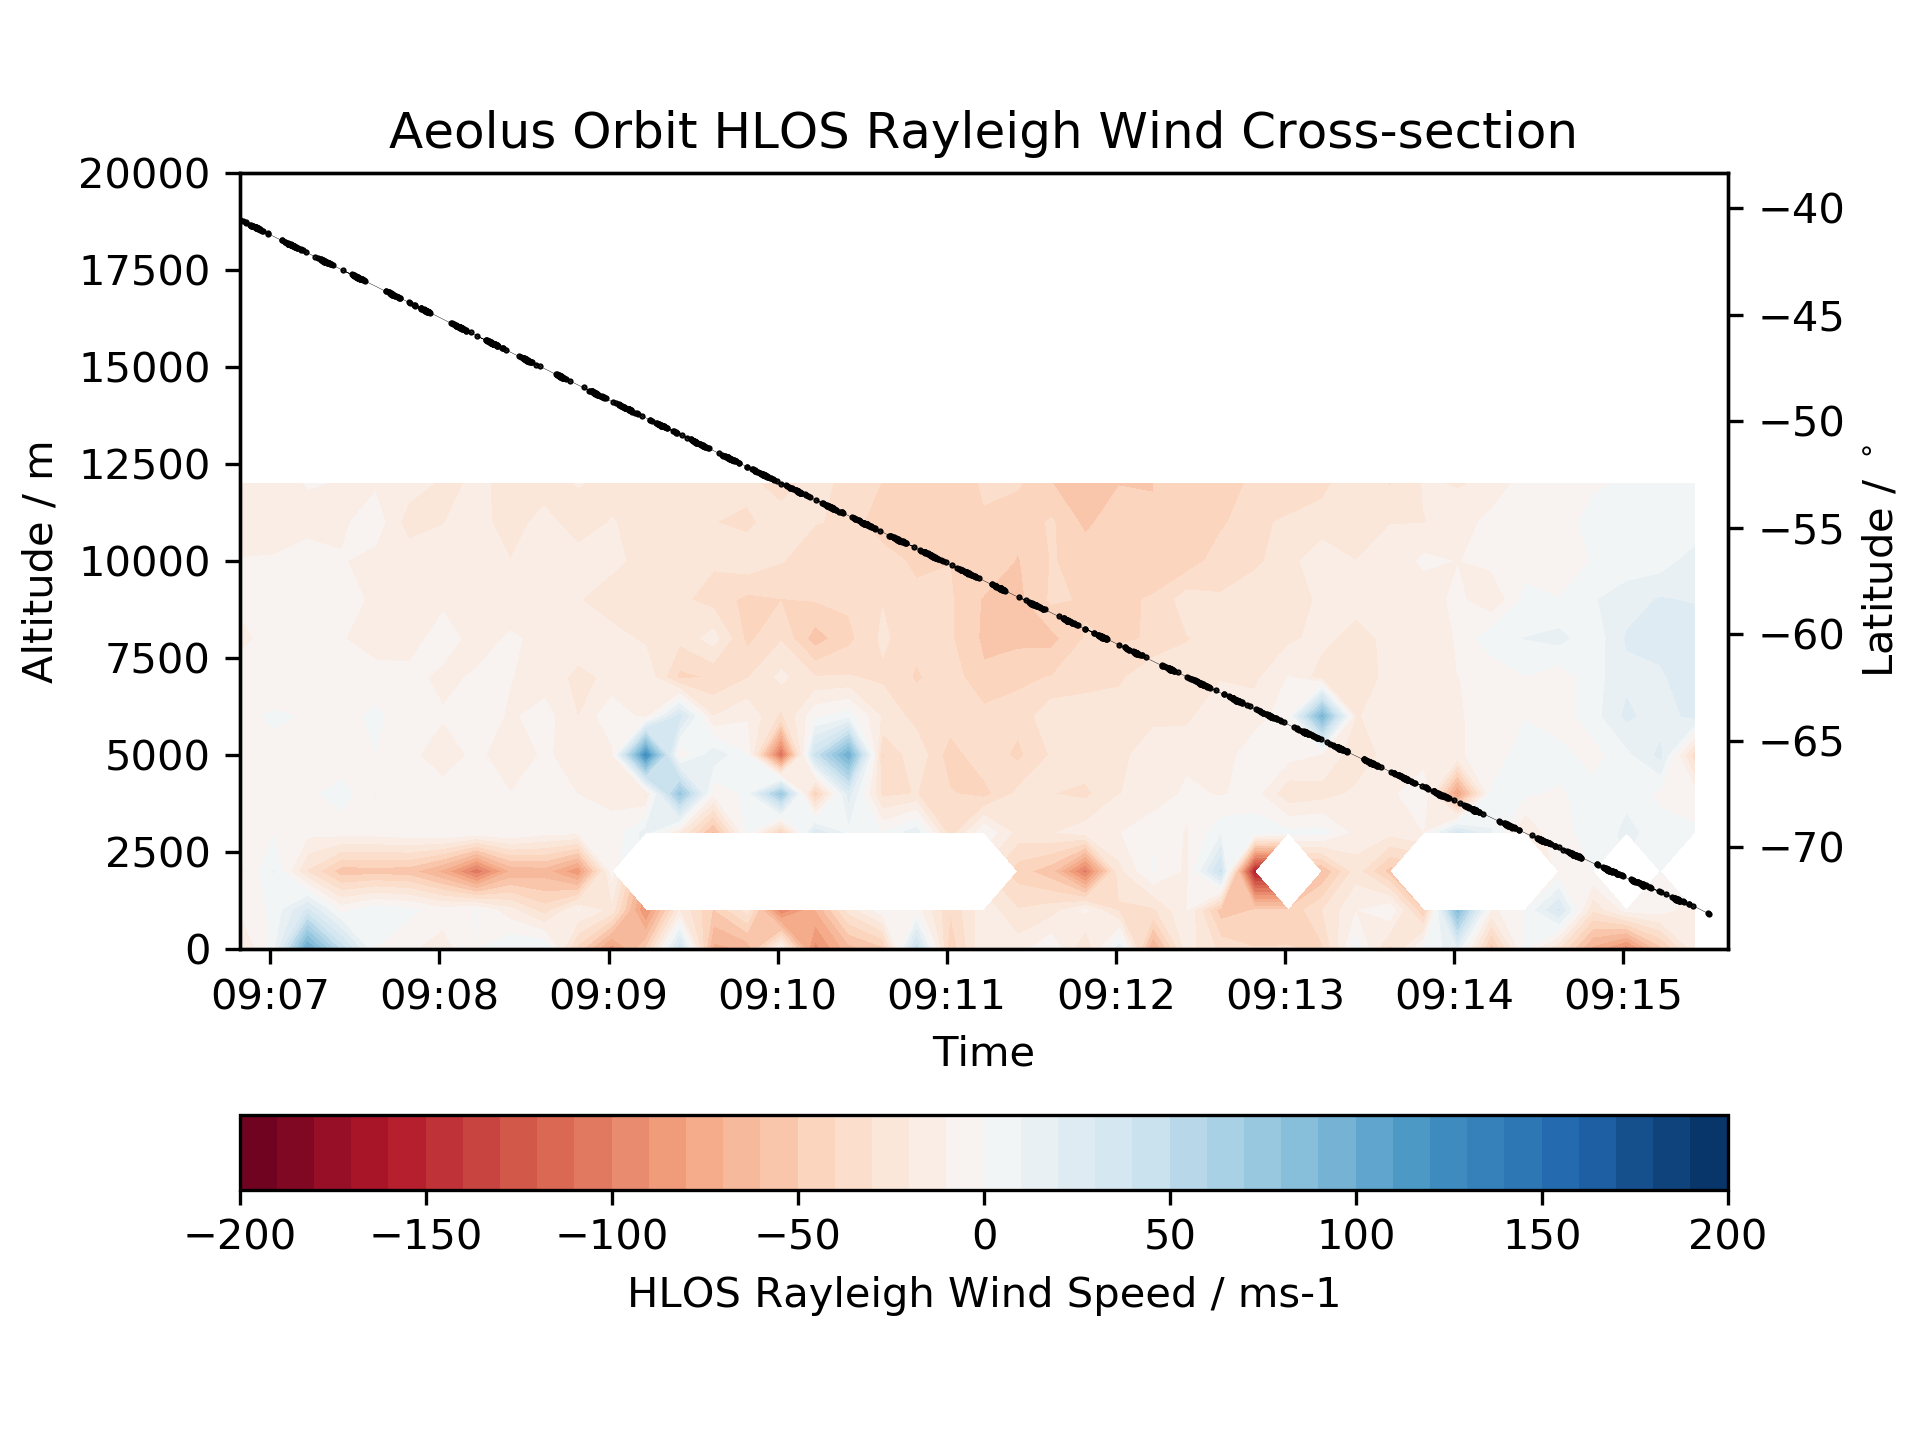 Aeolus Orbit HLOS Rayleigh Wind Cross-section
20000
17500
15000
12500
10000
7500
5000
2500
0
Altitude / m
−40
−45
−50
−55
−60
−65
−70
Latitude / °
09:07 09:08 09:09 09:10 09:11 09:12 09:13 09:14 09:15
Time
−200 −150 −100 −50 0 50 100 150 200
HLOS Rayleigh Wind Speed / ms-1